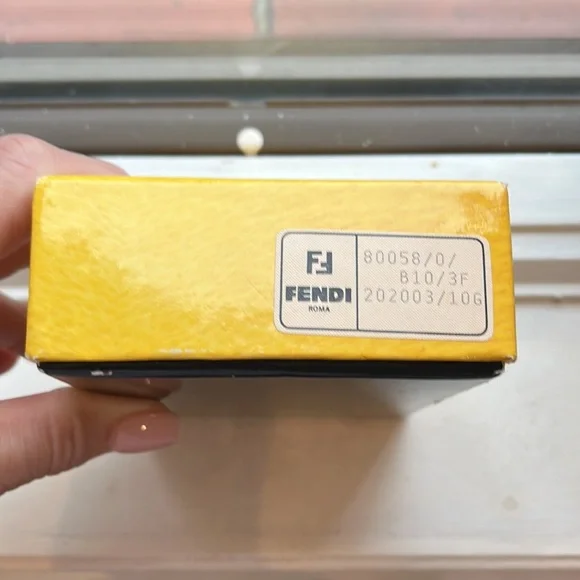 FF
FENDI
ROMA
80058/0/
B10/3F
202003/10G